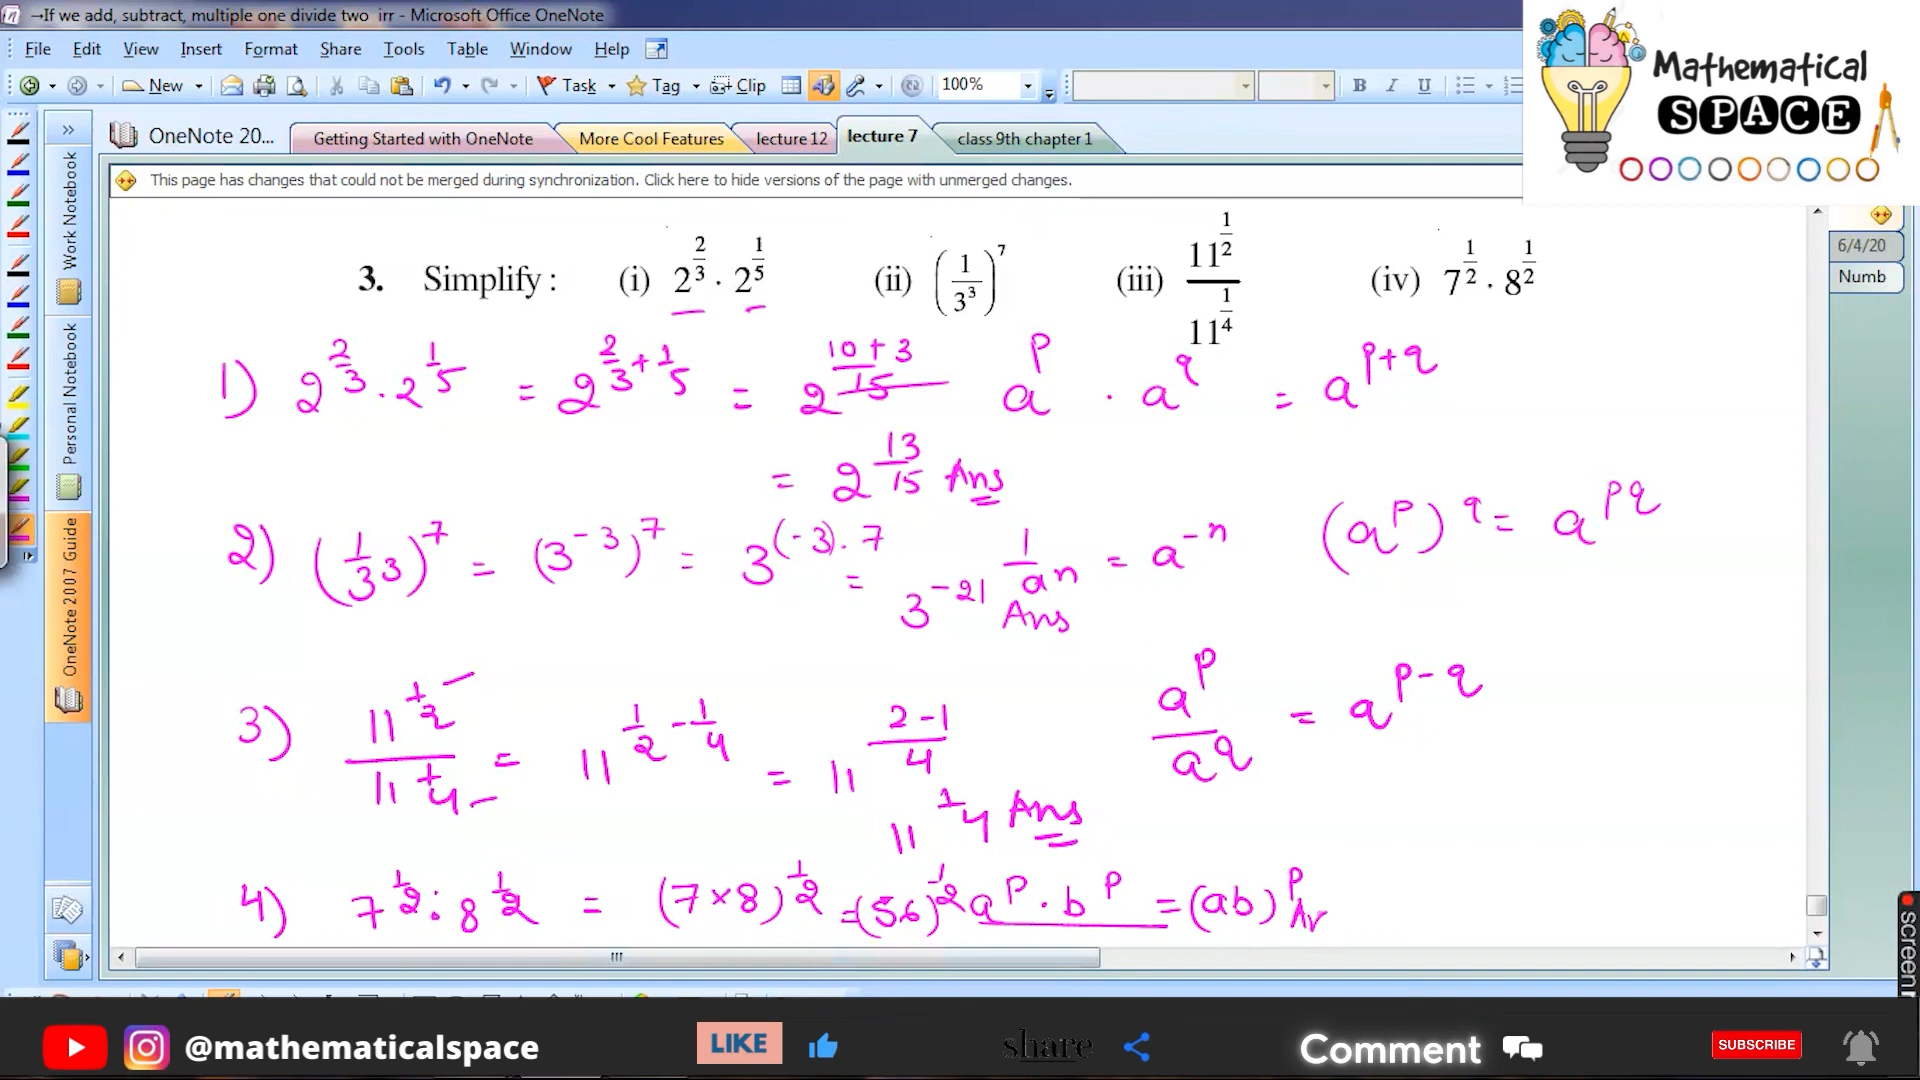 →If we add, subtract, multiple one divide two irr - Microsoft Office OneNote
File Edit View Insert Format Share Tools Table Window Help
New Task Tag Clip 100% B I U
Mathematical
SPACE
OneNote 20... Getting Started with OneNote More Cool Features lecture 12 lecture 7 class 9th chapter 1
This page has changes that could not be merged during synchronization. Click here to hide versions of the page with unmerged changes.
Work Notebook
Personal Notebook
OneNote 2007 Guide
6/4/20
Numb
3. Simplify : (i) 2^{2/3} · 2^{1/5} (ii) (1/3^3)^7 (iii) 11^{1/2} / 11^{1/4} (iv) 7^{1/2} · 8^{1/2}
1) 2^{2/3} · 2^{1/5} = 2^{2/3 + 1/5} = 2^{(10+3)/15} a^p · a^q = a^{p+q}
= 2^{13/15} Ans
2) (1/3^3)^7 = (3^{-3})^7 = 3^{(-3)·7} = 3^{-21} Ans 1/a^n = a^{-n} (a^p)^q = a^{pq}
3) 11^{1/2} / 11^{1/4} = 11^{1/2 - 1/4} = 11^{(2-1)/4} a^p / a^q = a^{p-q}
11^{1/4} Ans
4) 7^{1/2} · 8^{1/2} = (7×8)^{1/2} = (56)^{1/2} a^p · b^p = (ab)^p
@mathematicalspace LIKE share Comment SUBSCRIBE
screen